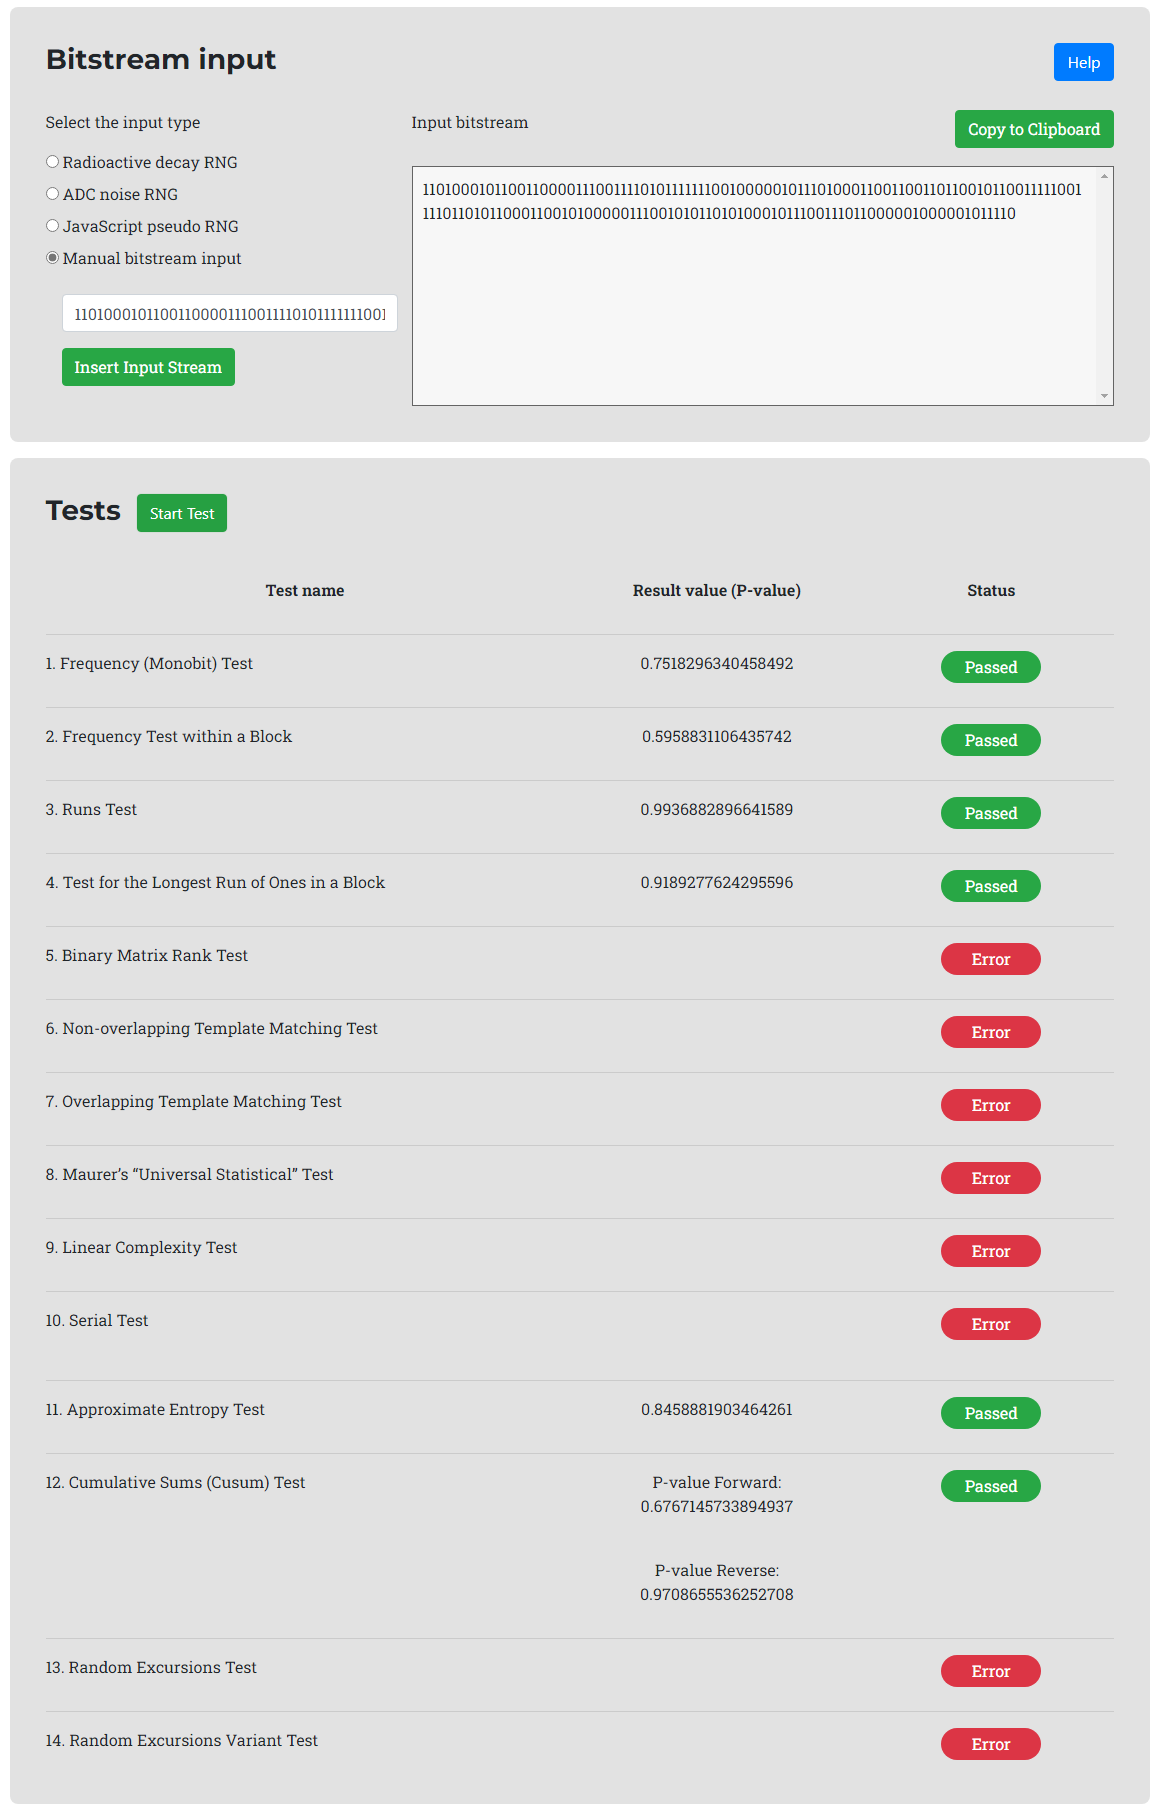 Bitstream input
Help
Select the input type
Input bitstream
Copy to Clipboard
Radioactive decay RNG
ADC noise RNG
JavaScript pseudo RNG
Manual bitstream input
11010001011001100001110011110101111111001
Insert Input Stream
Tests
Start Test
Test name
Result value (P-value)
Status
1. Frequency (Monobit) Test
0.7518296340458492
Passed
2. Frequency Test within a Block
0.5958831106435742
Passed
3. Runs Test
0.9936882896641589
Passed
4. Test for the Longest Run of Ones in a Block
0.9189277624295596
Passed
5. Binary Matrix Rank Test
Error
6. Non-overlapping Template Matching Test
Error
7. Overlapping Template Matching Test
Error
8. Maurer’s “Universal Statistical” Test
Error
9. Linear Complexity Test
Error
10. Serial Test
Error
11. Approximate Entropy Test
0.8458881903464261
Passed
12. Cumulative Sums (Cusum) Test
P-value Forward:
0.6767145733894937
Passed
P-value Reverse:
0.9708655536252708
13. Random Excursions Test
Error
14. Random Excursions Variant Test
Error